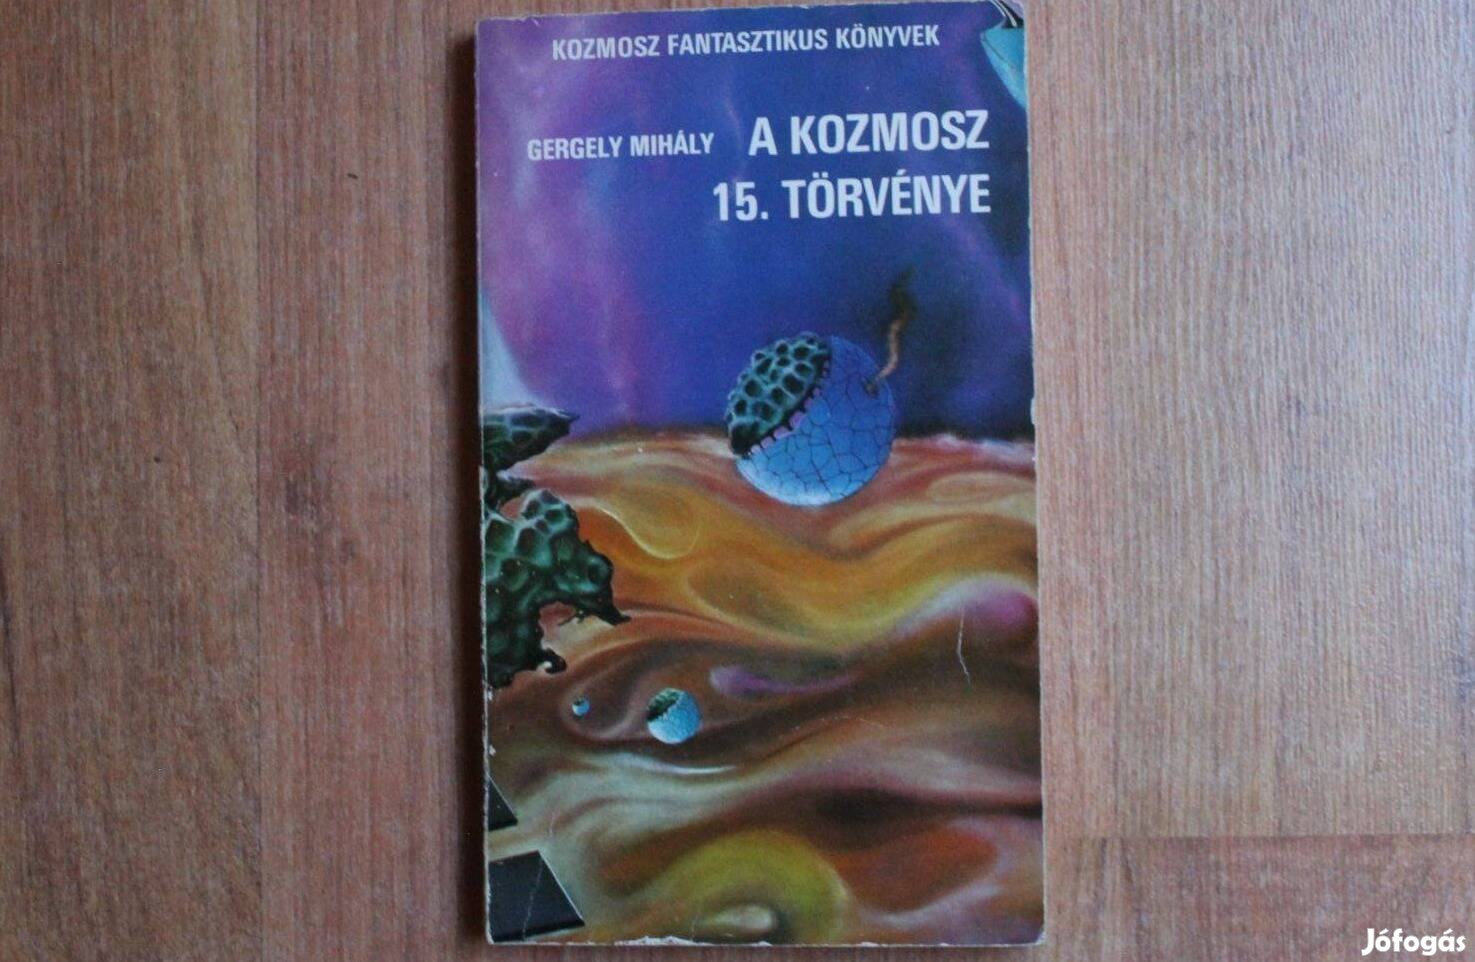 KOZMOSZ FANTASZTIKUS KÖNYVEK
GERGELY MIHÁLY A KOZMOSZ
15. TÖRVÉNYE
Jófogás